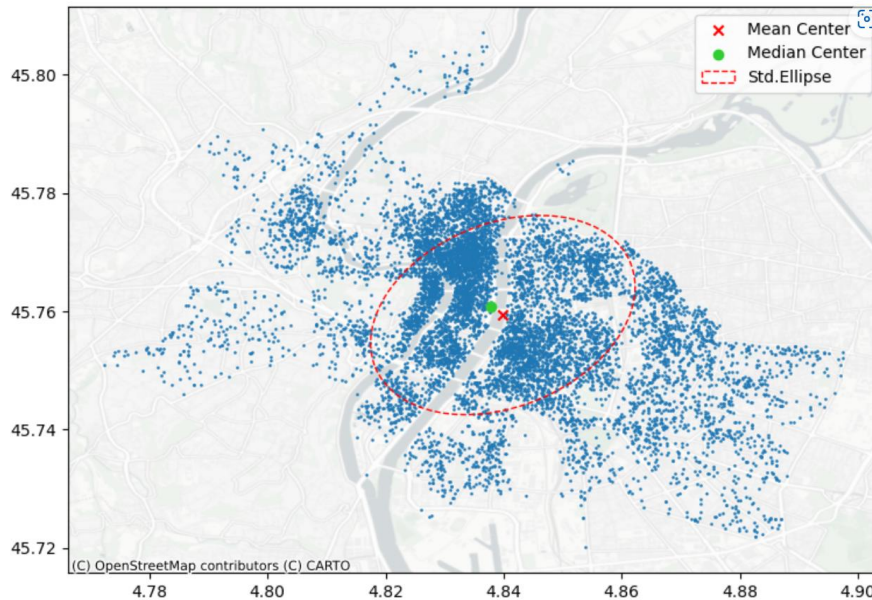 Mean Center
Median Center
Std.Ellipse
45.80
45.78
45.76
45.74
45.72
(C) OpenStreetMap contributors (C) CARTO
4.78 4.80 4.82 4.84 4.86 4.88 4.90